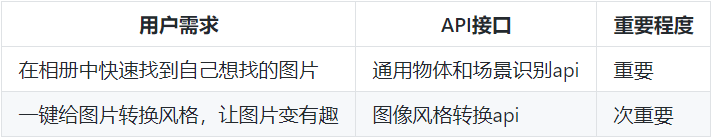 用户需求 API接口 重要程度
在相册中快速找到自己想找的图片 通用物体和场景识别api 重要
一键给图片转换风格，让图片变有趣 图像风格转换api 次重要